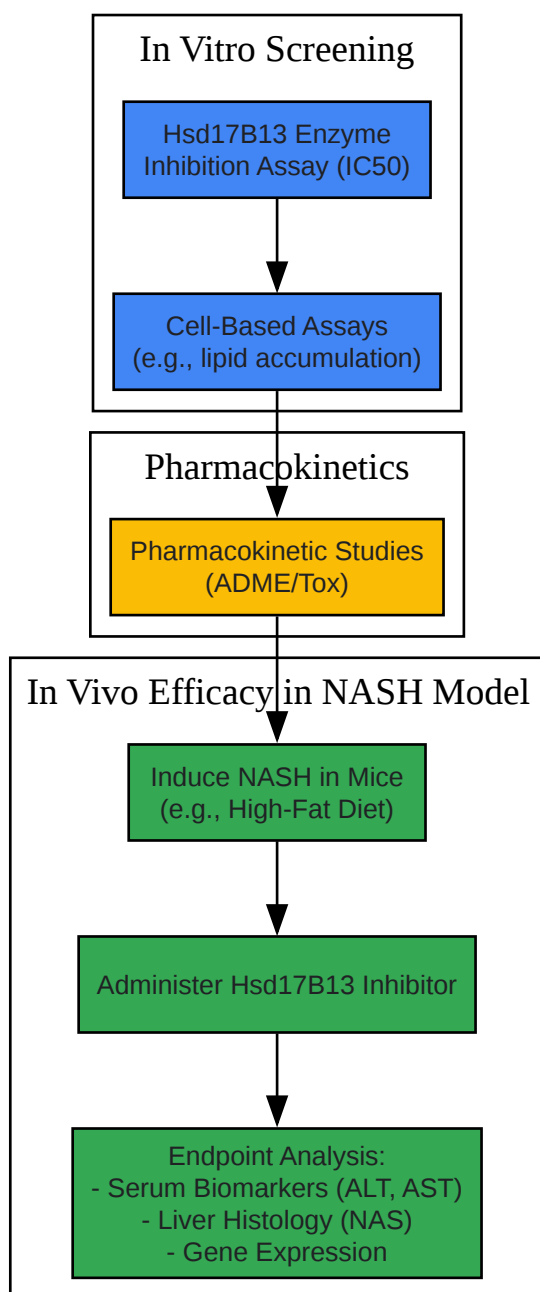 In Vitro Screening
Hsd17B13 Enzyme
Inhibition Assay (IC50)
Cell-Based Assays
(e.g., lipid accumulation)
Pharmacokinetics
Pharmacokinetic Studies
(ADME/Tox)
In Vivo Efficacy in NASH Model
Induce NASH in Mice
(e.g., High-Fat Diet)
Administer Hsd17B13 Inhibitor
Endpoint Analysis:
- Serum Biomarkers (ALT, AST)
- Liver Histology (NAS)
- Gene Expression